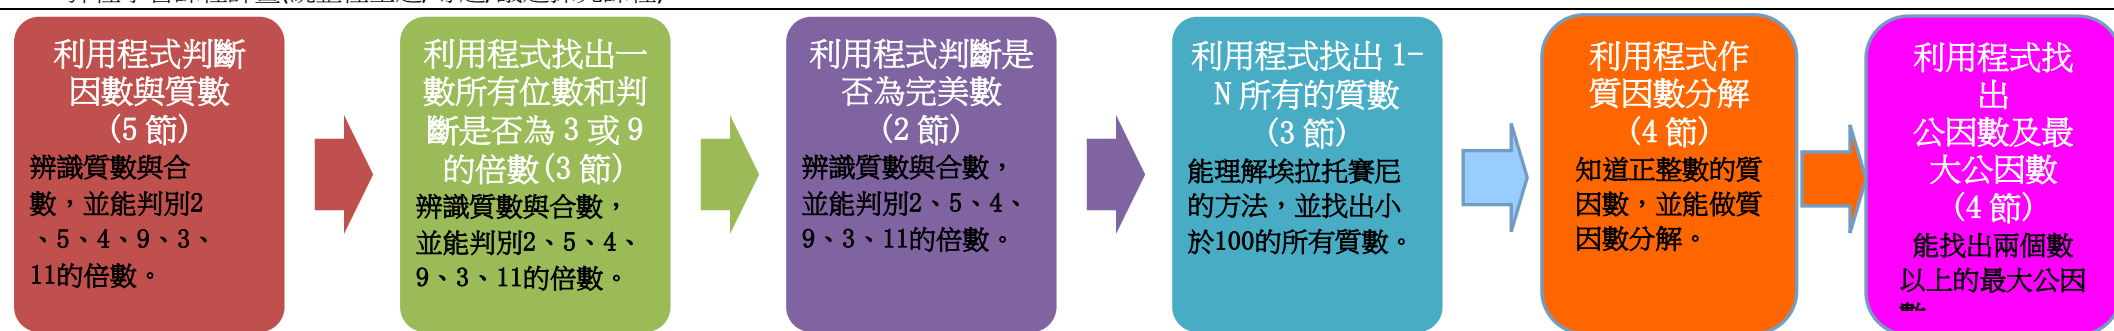 利用程式判斷
因數與質數
(5 節)
辨識質數與合
數，並能判別2
、5、4、9、3、
11的倍數。
利用程式找出一
數所有位數和判
斷是否為 3 或 9
的倍數(3 節)
辨識質數與合數，
並能判別2、5、4、
9、3、11的倍數。
利用程式判斷是
否為完美數
(2 節)
辨識質數與合數，
並能判別2、5、4、
9、3、11的倍數。
利用程式找出 1-
N 所有的質數
(3 節)
能理解埃拉托賽尼
的方法，並找出小
於100的所有質數。
利用程式作
質因數分解
(4 節)
知道正整數的質
因數，並能做質
因數分解。
利用程式找
出
公因數及最
大公因數
(4 節)
能找出兩個數
以上的最大公因